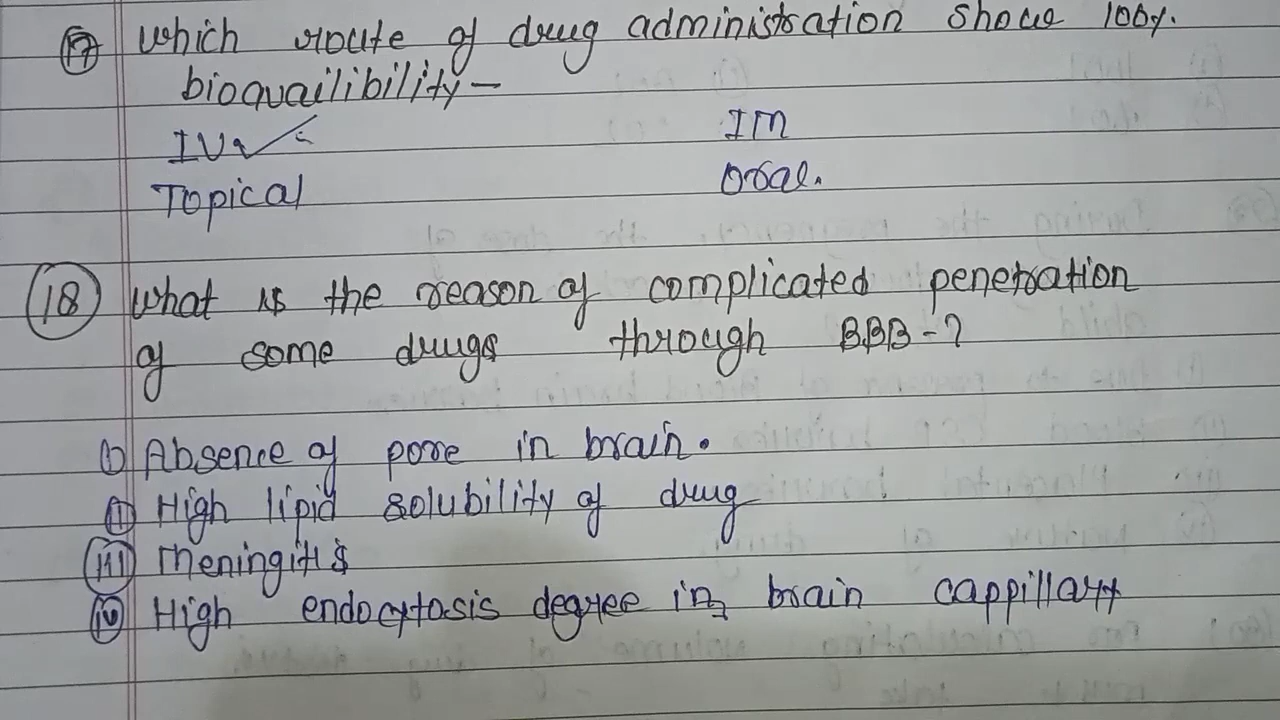 (17) Which route of drug administration show 100%.
bioavailibility-
IV ✓ IM
Topical Oral.
(18) What is the reason of complicated penetration
of some drugs through BBB-?
(i) Absence of pore in brain.
(ii) High lipid solubility of drug
(iii) Meningitis
(iv) High endocytosis degree in brain cappillary